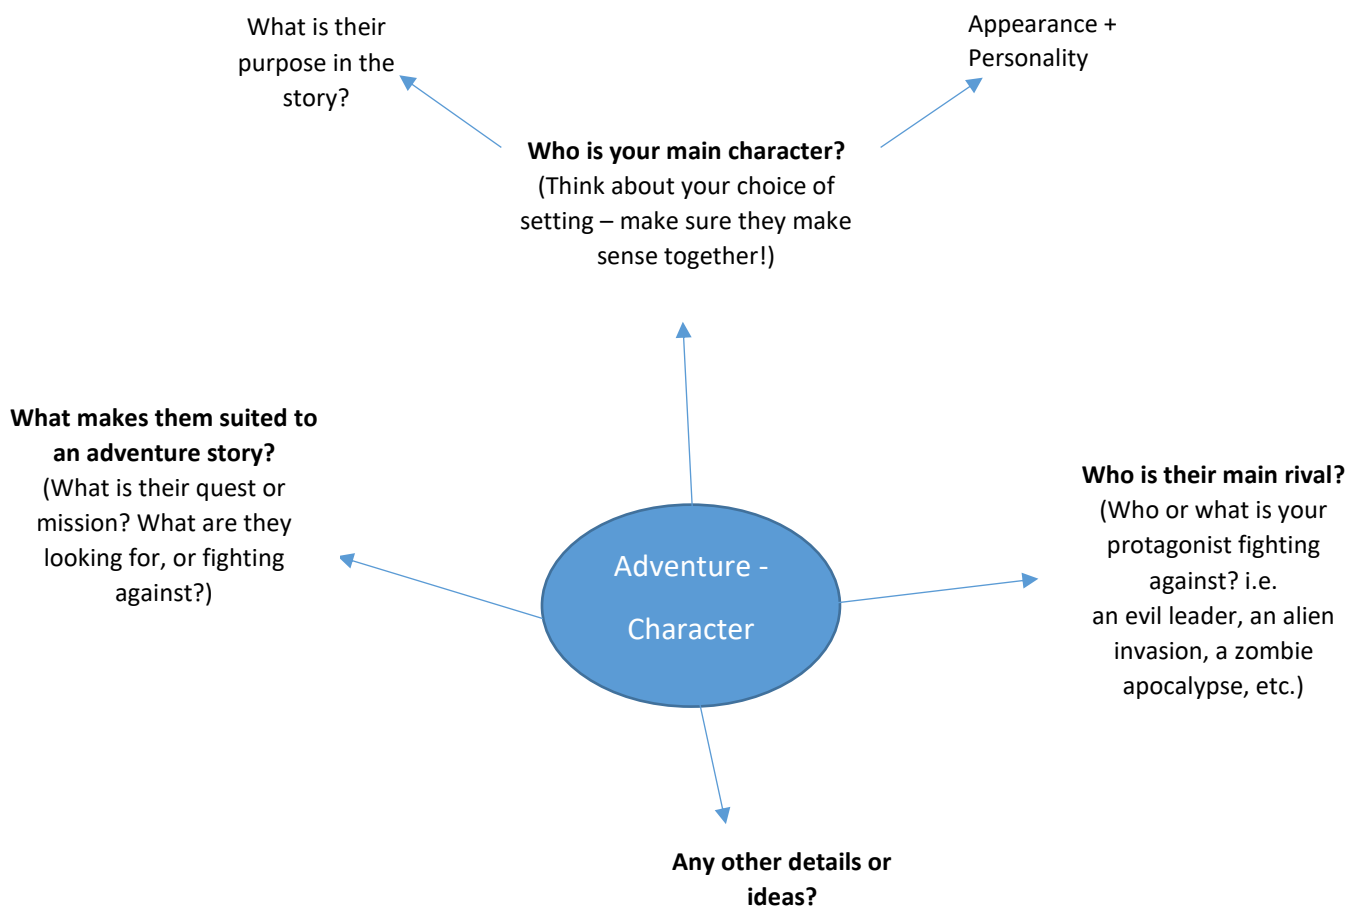 What is their
purpose in the
story?
Appearance +
Personality
Who is your main character?
(Think about your choice of
setting – make sure they make
sense together!)
What makes them suited to
an adventure story?
(What is their quest or
mission? What are they
looking for, or fighting
against?)
Adventure -
Character
Who is their main rival?
(Who or what is your
protagonist fighting
against? i.e.
an evil leader, an alien
invasion, a zombie
apocalypse, etc.)
Any other details or
ideas?